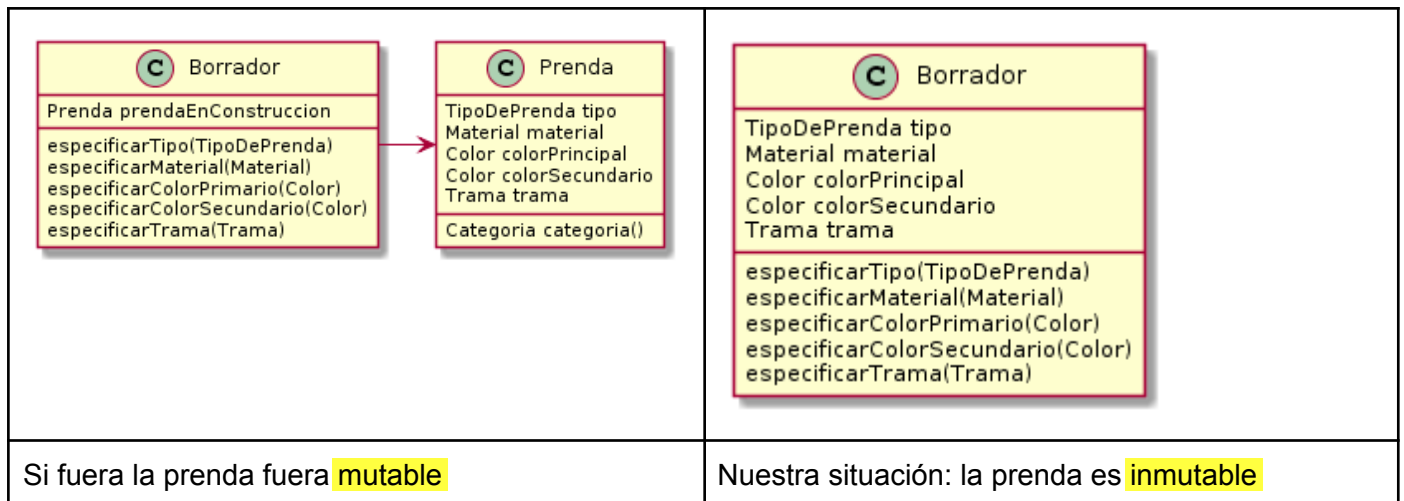 C Borrador
Prenda prendaEnConstruccion
especificarTipo(TipoDePrenda)
especificarMaterial(Material)
especificarColorPrimario(Color)
especificarColorSecundario(Color)
especificarTrama(Trama)
C Prenda
TipoDePrenda tipo
Material material
Color colorPrincipal
Color colorSecundario
Trama trama
Categoria categoria()
C Borrador
TipoDePrenda tipo
Material material
Color colorPrincipal
Color colorSecundario
Trama trama
especificarTipo(TipoDePrenda)
especificarMaterial(Material)
especificarColorPrimario(Color)
especificarColorSecundario(Color)
especificarTrama(Trama)
Si fuera la prenda fuera mutable
Nuestra situación: la prenda es inmutable